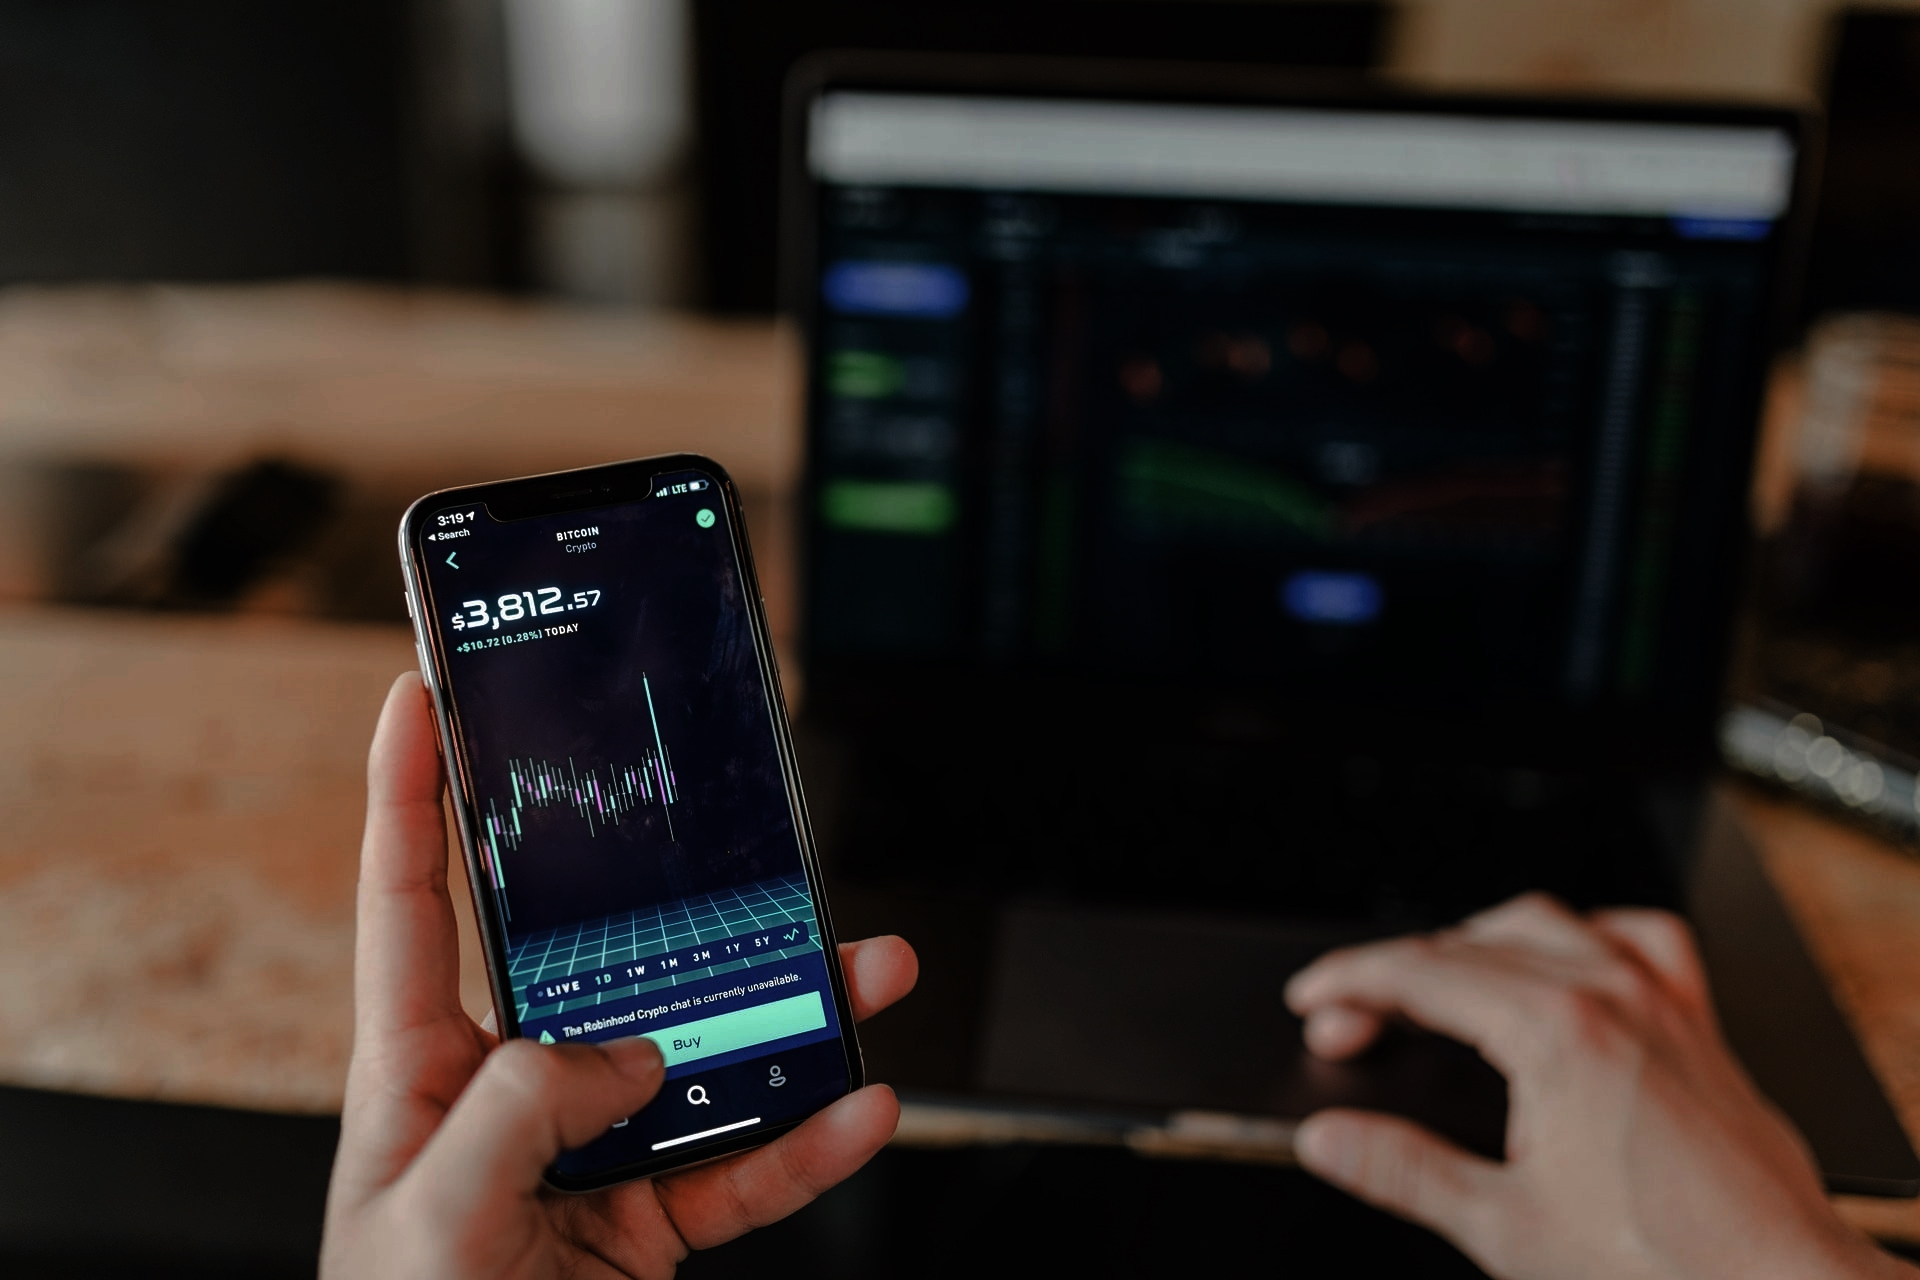 3:19
LTE
Search
BITCOIN
Crypto
$3,812.57
+$10.72 (0.28%) TODAY
LIVE 1D 1W 1M 3M 1Y 5Y
The Robinhood Crypto chat is currently unavailable.
Buy